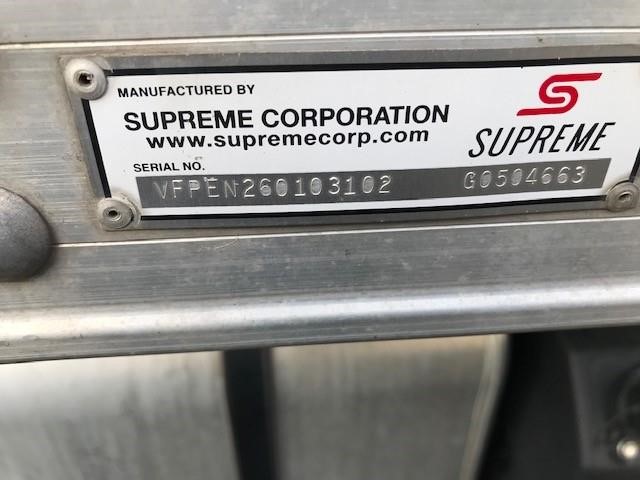 MANUFACTURED BY
SUPREME CORPORATION
www.supremecorp.com
SUPREME
SERIAL NO.
VFPEN260103102 G0504663